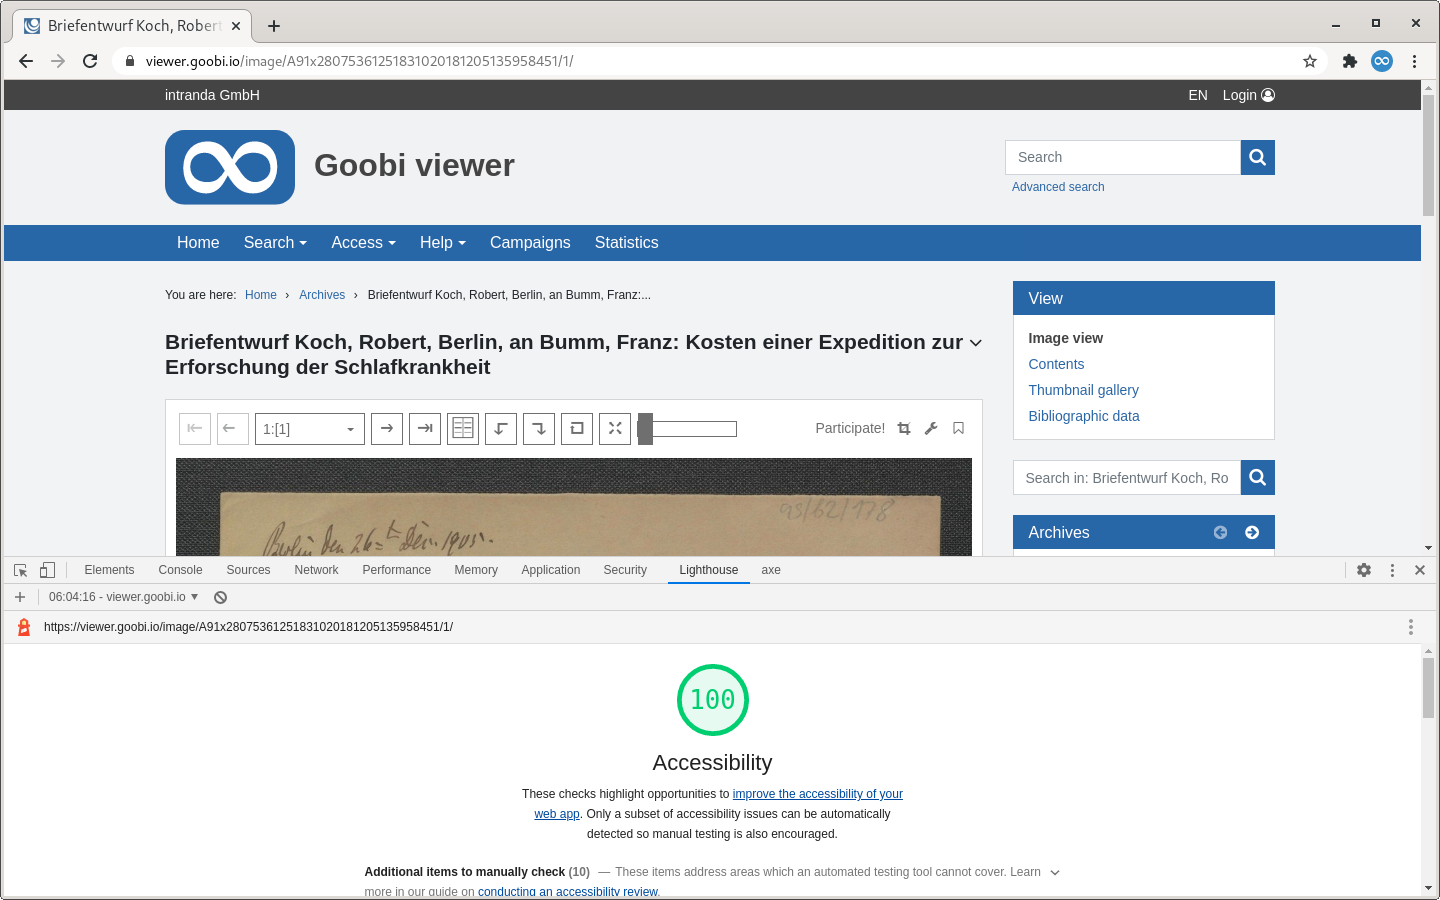 Briefentwurf Koch, Rober
viewer.goobi.io/image/A91x28075361251831020181205135958451/1/
intranda GmbH
EN Login
Goobi viewer
Search
Advanced search
Home Search Access Help Campaigns Statistics
You are here: Home › Archives › Briefentwurf Koch, Robert, Berlin, an Bumm, Franz:...
Briefentwurf Koch, Robert, Berlin, an Bumm, Franz: Kosten einer Expedition zur
Erforschung der Schlafkrankheit
1:[1]
Participate!
95/62/178
Berlin den 26ten Dec. 1905.
View
Image view
Contents
Thumbnail gallery
Bibliographic data
Search in: Briefentwurf Koch, Ro
Archives
Elements Console Sources Network Performance Memory Application Security Lighthouse axe
06:04:16 - viewer.goobi.io
https://viewer.goobi.io/image/A91x28075361251831020181205135958451/1/
100
Accessibility
These checks highlight opportunities to improve the accessibility of your
web app. Only a subset of accessibility issues can be automatically
detected so manual testing is also encouraged.
Additional items to manually check (10) — These items address areas which an automated testing tool cannot cover. Learn
more in our guide on conducting an accessibility review.